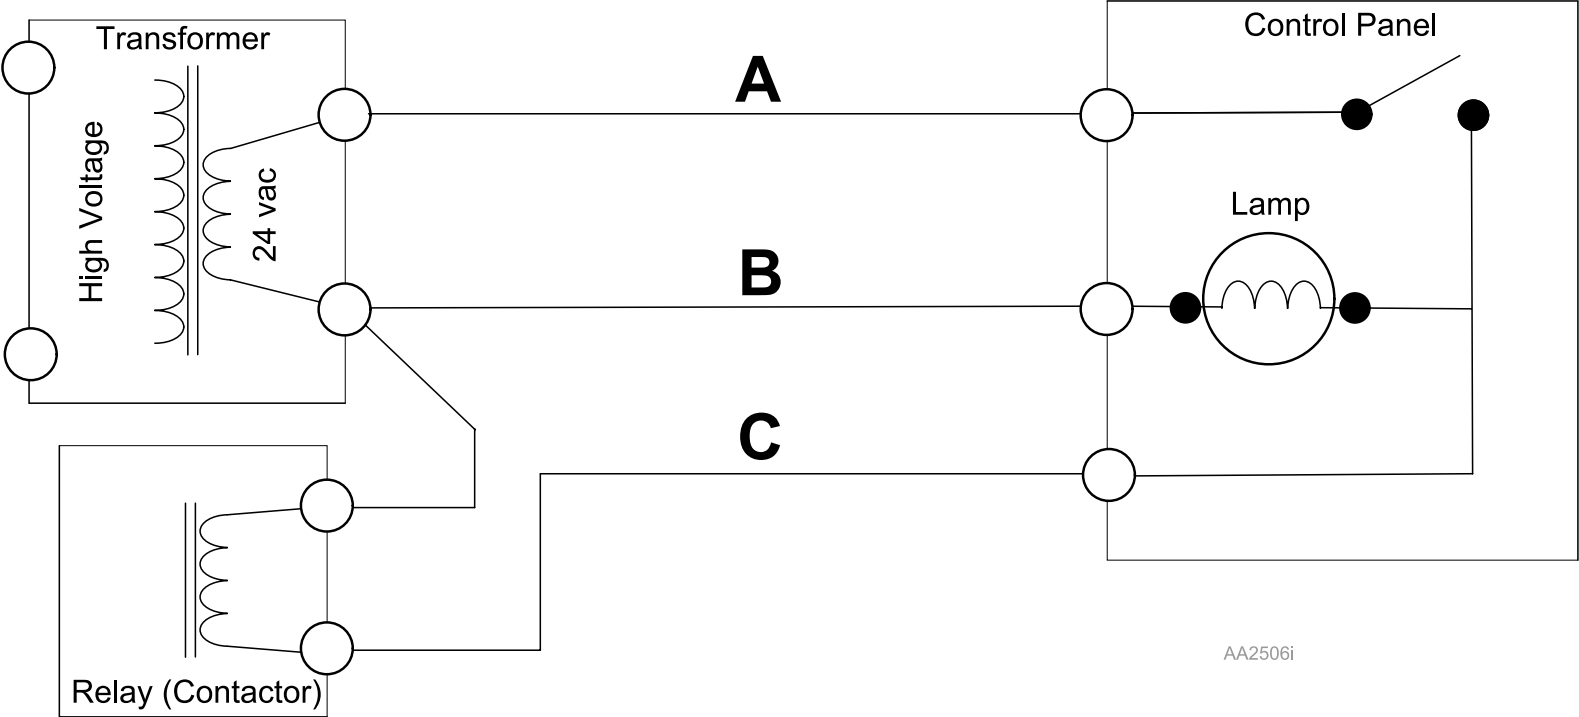 Transformer
Control Panel
A
High Voltage
24 vac
Lamp
B
C
AA2506i
Relay (Contactor)